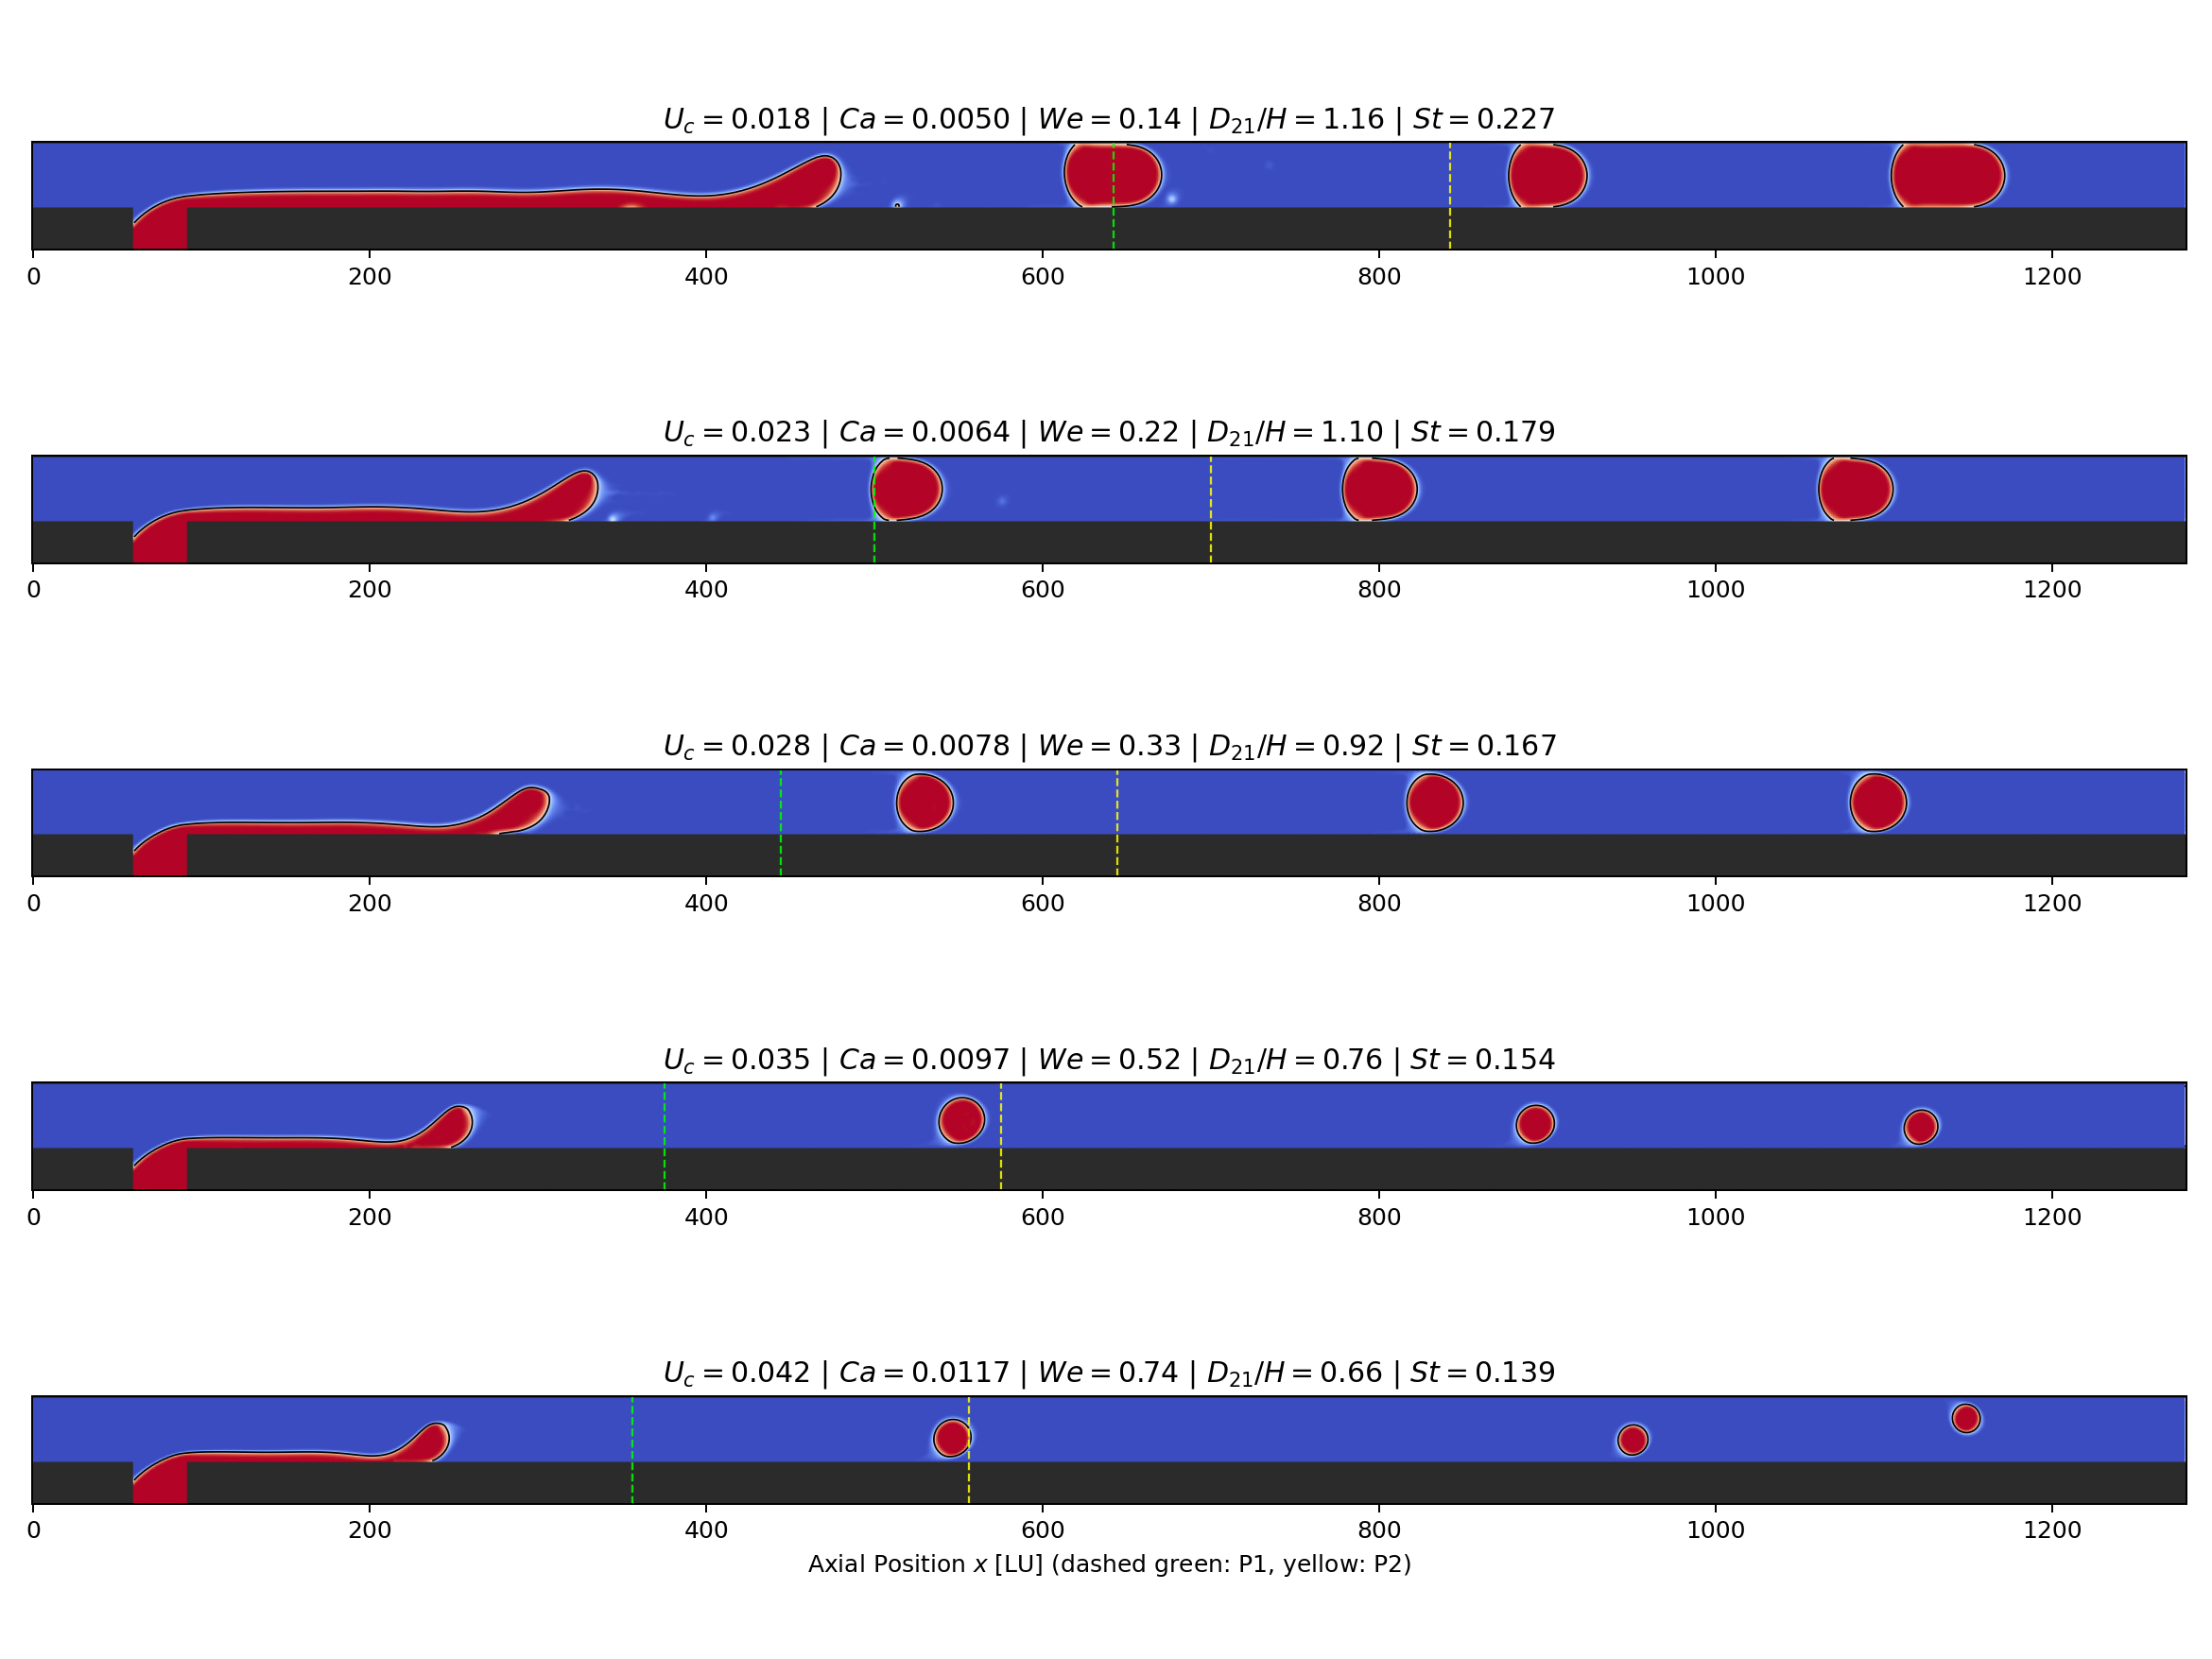 U_c = 0.018 | Ca = 0.0050 | We = 0.14 | D_21/H = 1.16 | St = 0.227
0 200 400 600 800 1000 1200
U_c = 0.023 | Ca = 0.0064 | We = 0.22 | D_21/H = 1.10 | St = 0.179
0 200 400 600 800 1000 1200
U_c = 0.028 | Ca = 0.0078 | We = 0.33 | D_21/H = 0.92 | St = 0.167
0 200 400 600 800 1000 1200
U_c = 0.035 | Ca = 0.0097 | We = 0.52 | D_21/H = 0.76 | St = 0.154
0 200 400 600 800 1000 1200
U_c = 0.042 | Ca = 0.0117 | We = 0.74 | D_21/H = 0.66 | St = 0.139
0 200 400 600 800 1000 1200
Axial Position x [LU] (dashed green: P1, yellow: P2)